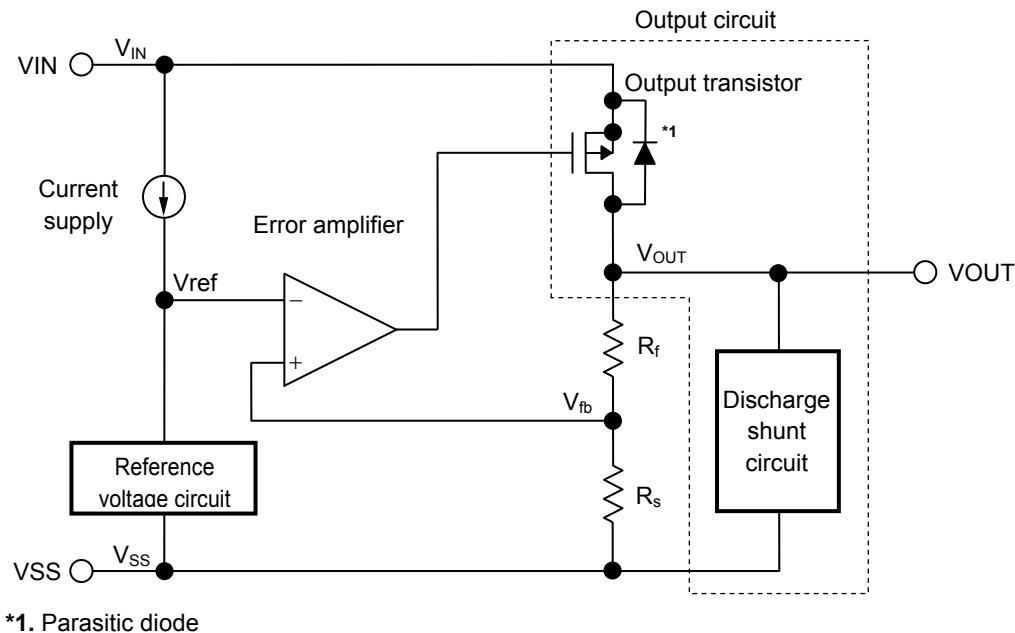 Output circuit
VIN
VIN
Output transistor
*1
Current
supply
Error amplifier
Vref
−
+
VOUT
VOUT
Rf
Vfb
Discharge
shunt
circuit
Reference
voltage circuit
Rs
VSS
VSS
*1. Parasitic diode